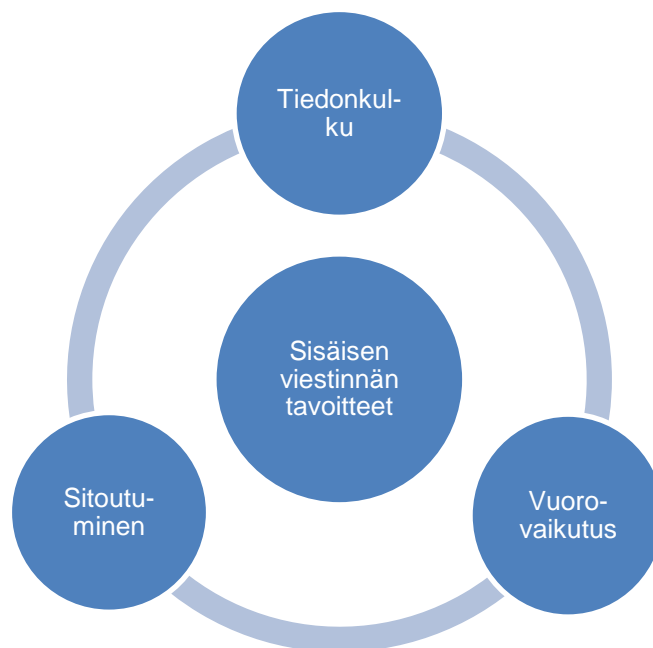 Tiedonkul-
ku
Sisäisen
viestinnän
tavoitteet
Sitoutu-
minen
Vuoro-
vaikutus